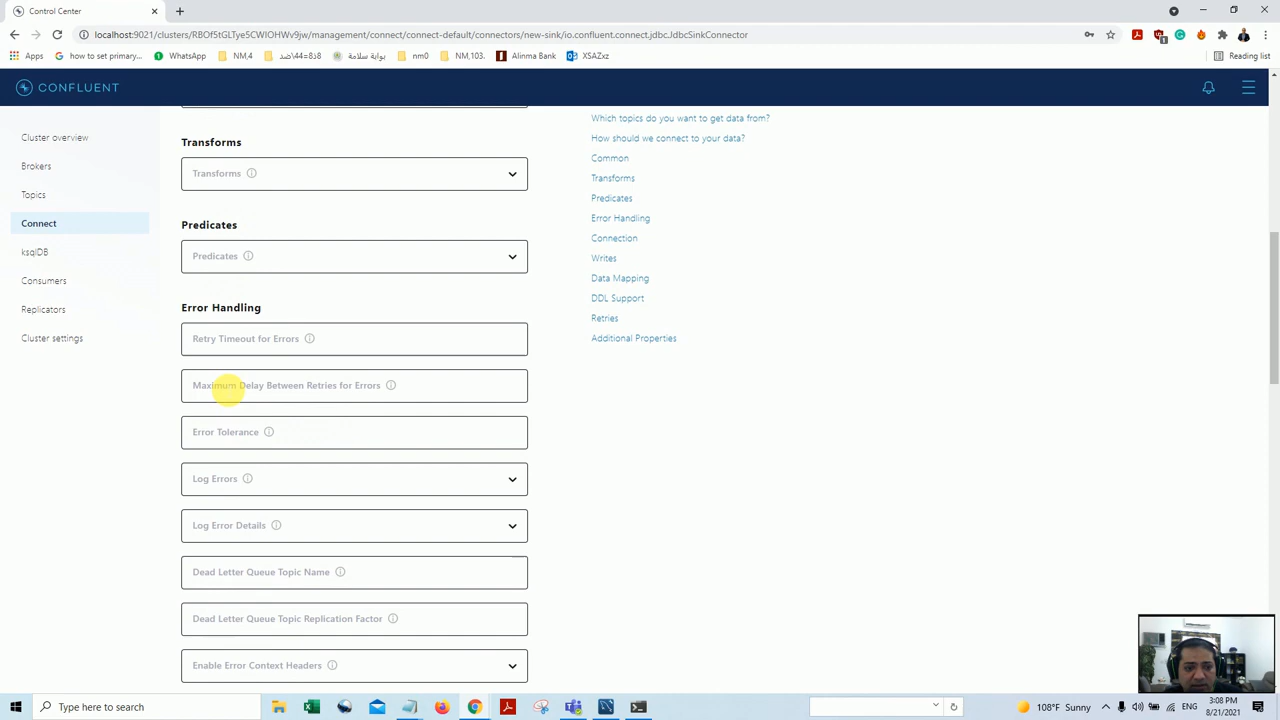 Control Center
localhost:9021/clusters/RBOf5tGLTye5CWIOHWv9jw/management/connect/connect-default/connectors/new-sink/io.confluent.connect.jdbc.JdbcSinkConnector
Apps
how to set primary...
WhatsApp
NM,4
ضد44=8
بوابة سلامة
nm0
NM,103.
Alinma Bank
XSAZxz
Reading list
CONFLUENT
Cluster overview
Brokers
Topics
Connect
ksqlDB
Consumers
Replicators
Cluster settings
Transforms
Transforms
Predicates
Predicates
Error Handling
Retry Timeout for Errors
Maximum Delay Between Retries for Errors
Error Tolerance
Log Errors
Log Error Details
Dead Letter Queue Topic Name
Dead Letter Queue Topic Replication Factor
Enable Error Context Headers
Which topics do you want to get data from?
How should we connect to your data?
Common
Transforms
Predicates
Error Handling
Connection
Writes
Data Mapping
DDL Support
Retries
Additional Properties
Type here to search
108°F Sunny
ENG
3:08 PM
8/21/2021